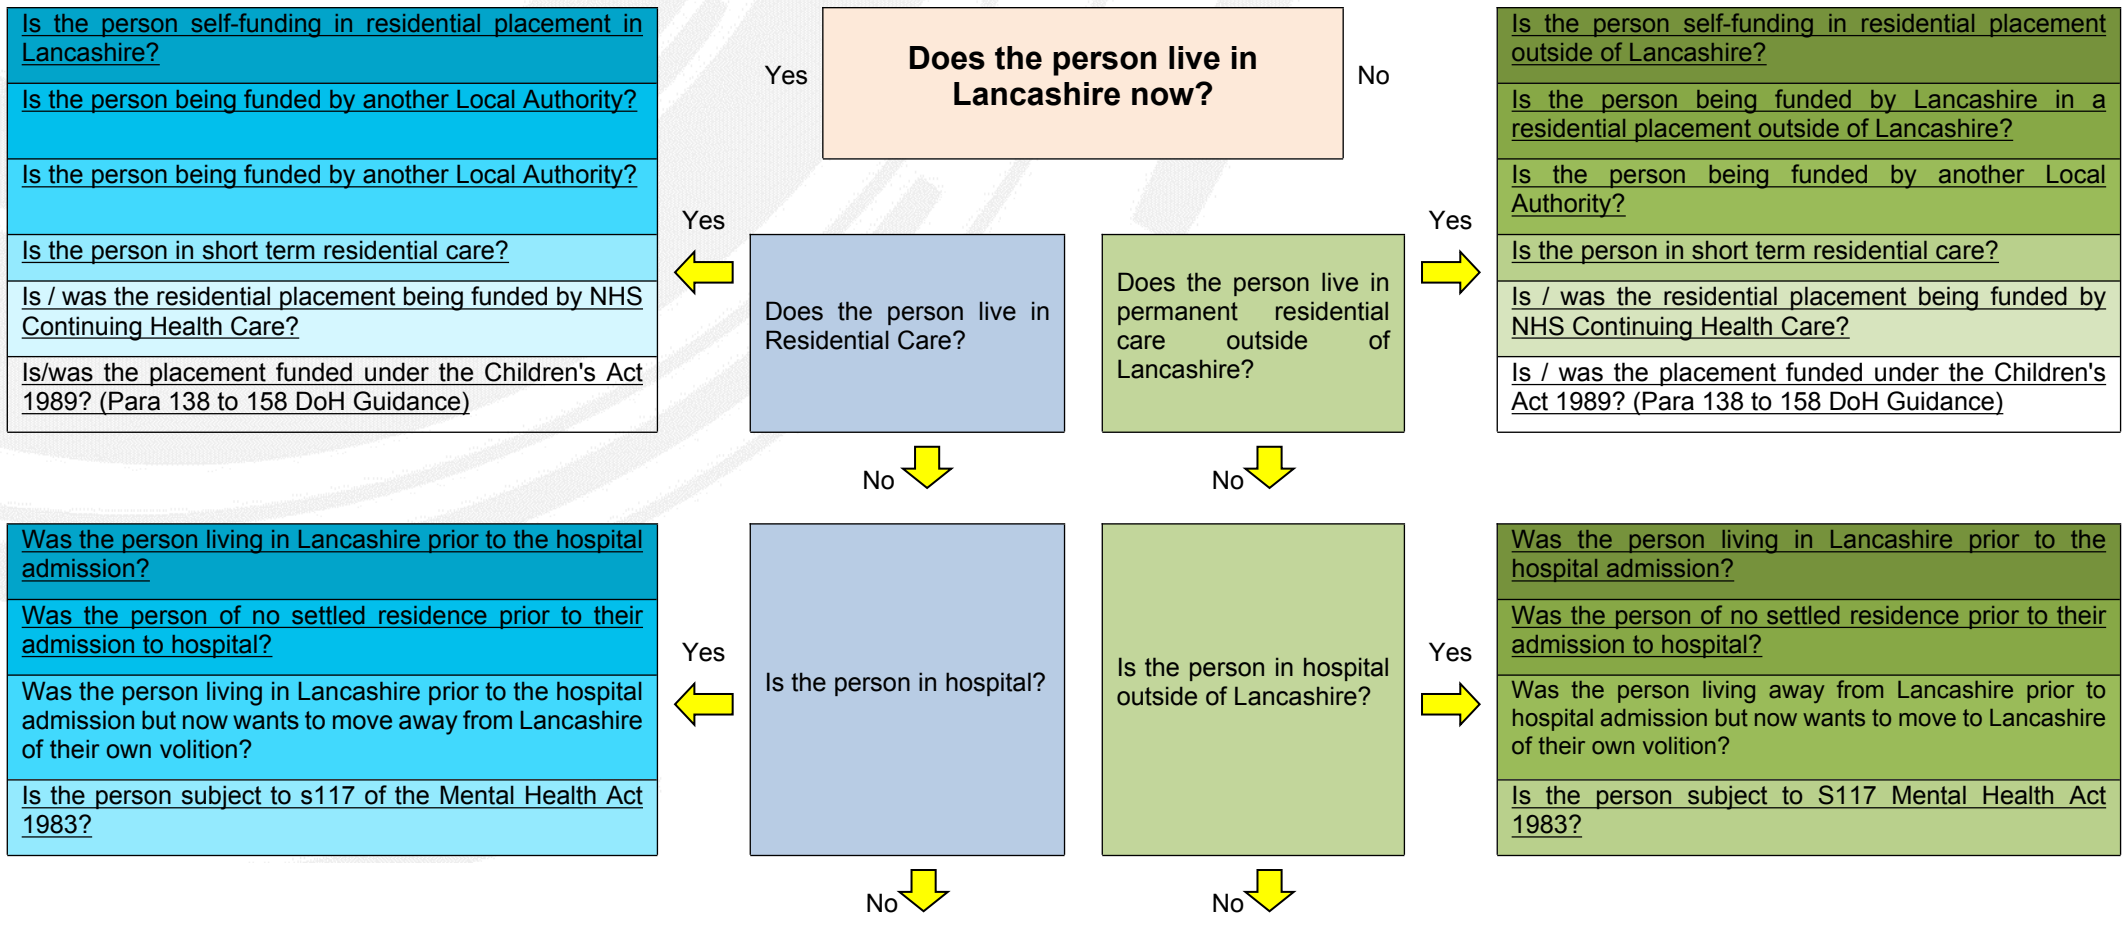 Does the person live in
Lancashire now?
Yes
No
Is the person self-funding in residential placement in
Lancashire?
Is the person being funded by another Local Authority?
Is the person being funded by another Local Authority?
Is the person in short term residential care?
Is / was the residential placement being funded by NHS
Continuing Health Care?
Is/was the placement funded under the Children's Act
1989? (Para 138 to 158 DoH Guidance)
Yes
Does the person live in
Residential Care?
No
Does the person live in
permanent residential
care outside of
Lancashire?
No
Yes
Is the person self-funding in residential placement
outside of Lancashire?
Is the person being funded by Lancashire in a
residential placement outside of Lancashire?
Is the person being funded by another Local
Authority?
Is the person in short term residential care?
Is / was the residential placement being funded by
NHS Continuing Health Care?
Is / was the placement funded under the Children's
Act 1989? (Para 138 to 158 DoH Guidance)
Was the person living in Lancashire prior to the hospital
admission?
Was the person of no settled residence prior to their
admission to hospital?
Was the person living in Lancashire prior to the hospital
admission but now wants to move away from Lancashire
of their own volition?
Is the person subject to s117 of the Mental Health Act
1983?
Yes
Is the person in hospital?
No
Is the person in hospital
outside of Lancashire?
No
Yes
Was the person living in Lancashire prior to the
hospital admission?
Was the person of no settled residence prior to their
admission to hospital?
Was the person living away from Lancashire prior to
hospital admission but now wants to move to Lancashire
of their own volition?
Is the person subject to S117 Mental Health Act
1983?